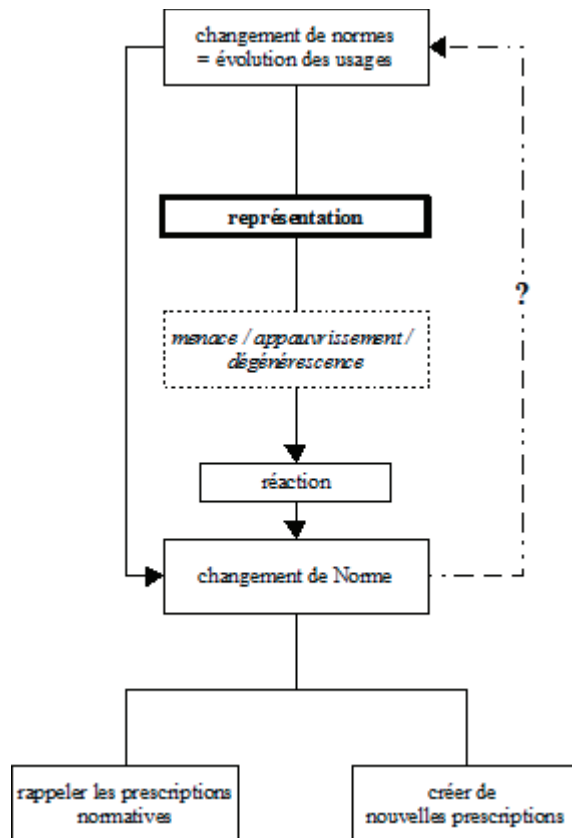 changement de normes
= évolution des usages
représentation
?
menace / appauvrissement /
dégénérescence
réaction
changement de Norme
rappeler les prescriptions
normatives
créer de
nouvelles prescriptions